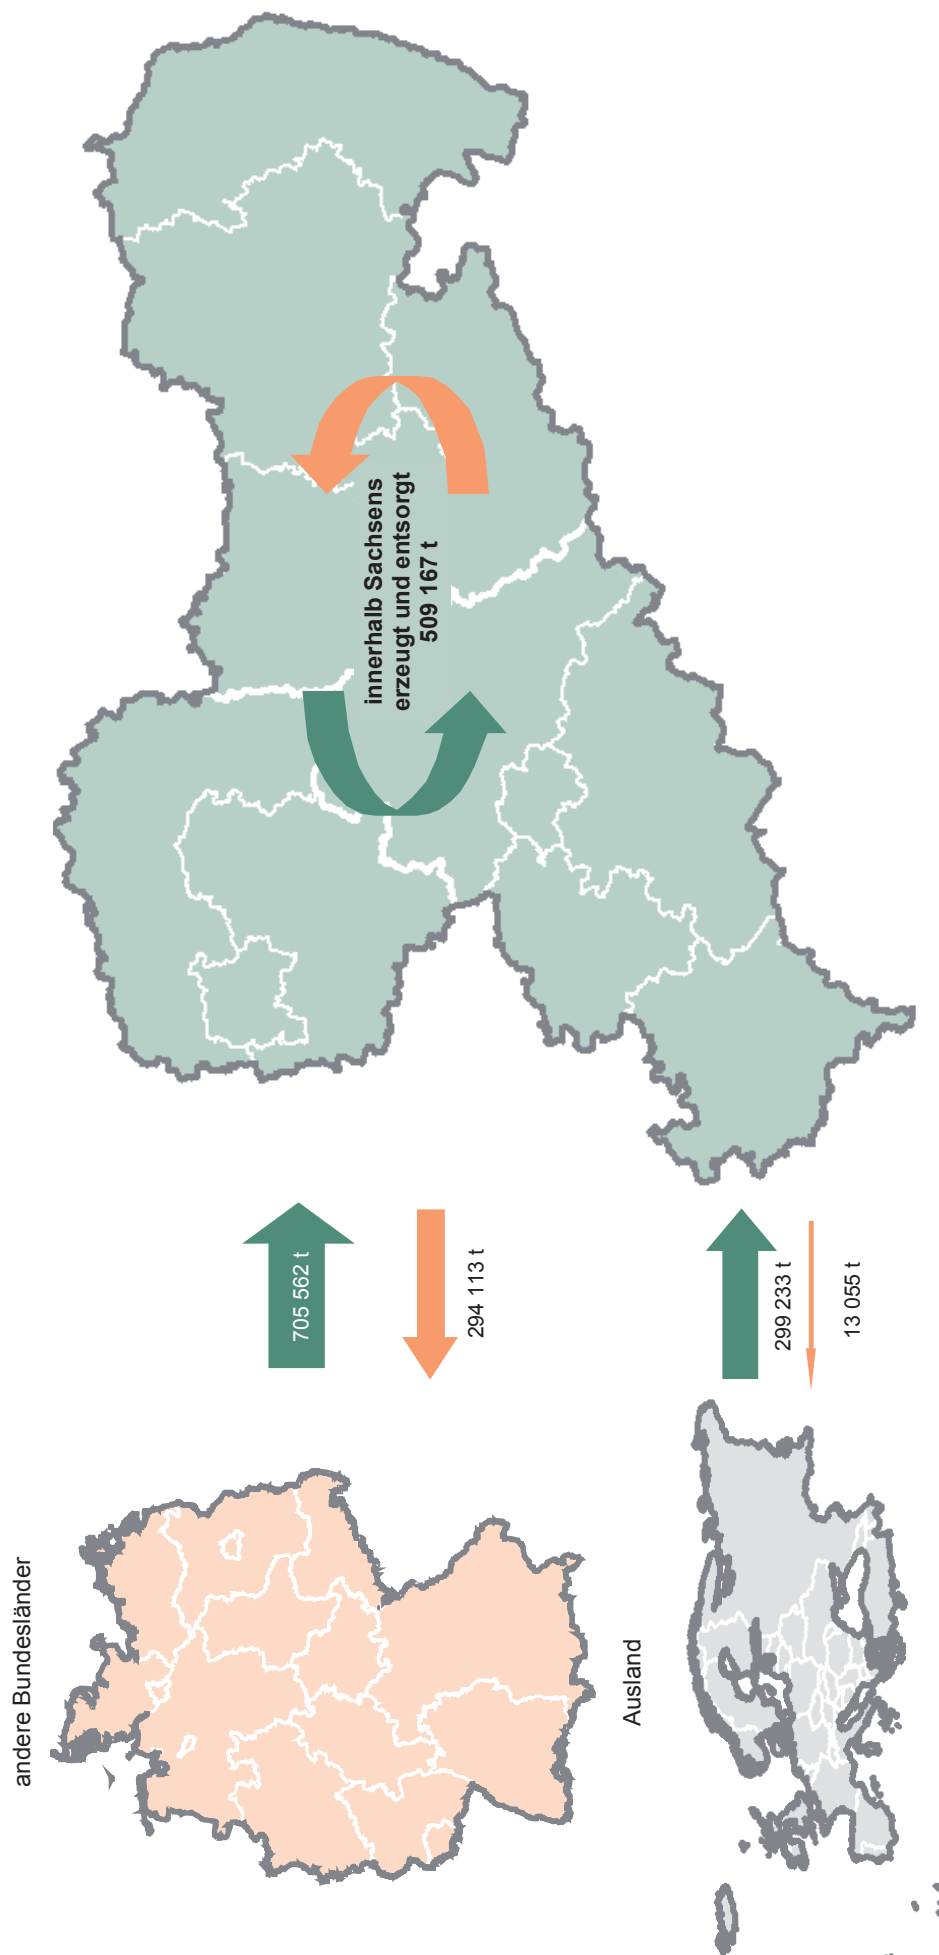 andere Bundesländer
705 562 t
294 113 t
innerhalb Sachsens
erzeugt und entsorgt
509 167 t
Ausland
299 233 t
13 055 t